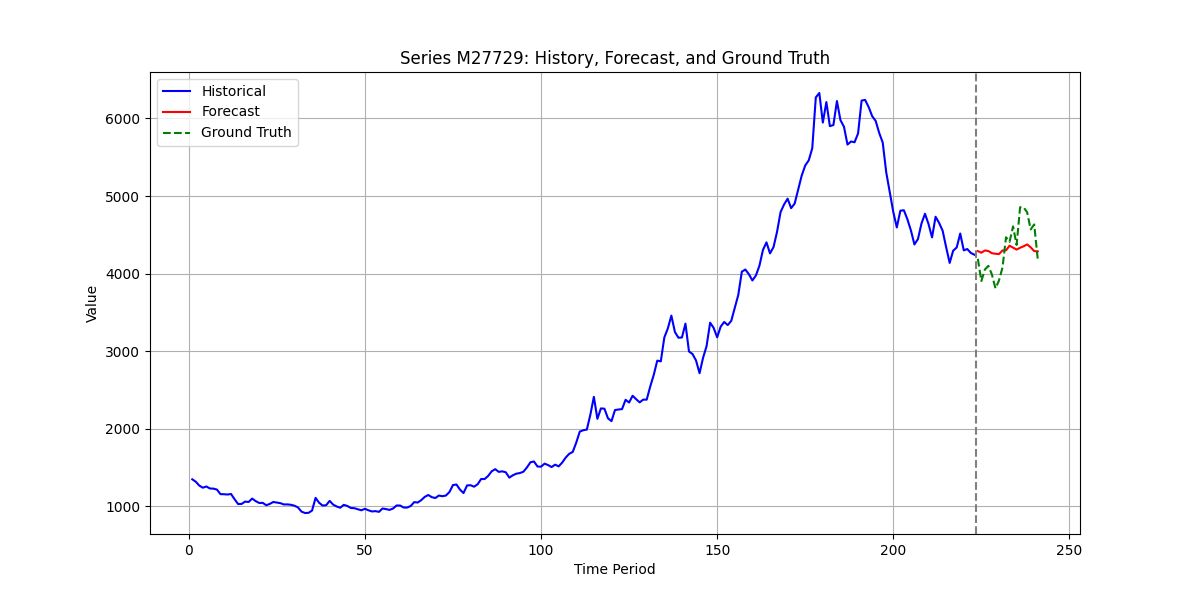 Series M27729: History, Forecast, and Ground Truth
Historical
Forecast
Ground Truth
6000
5000
4000
3000
2000
1000
Value
0
50
100
150
200
250
Time Period